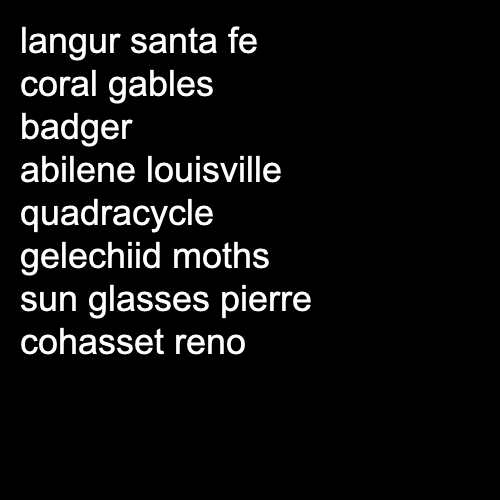 langur santa fe
coral gables
badger
abilene louisville
quadracycle
gelechiid moths
sun glasses pierre
cohasset reno